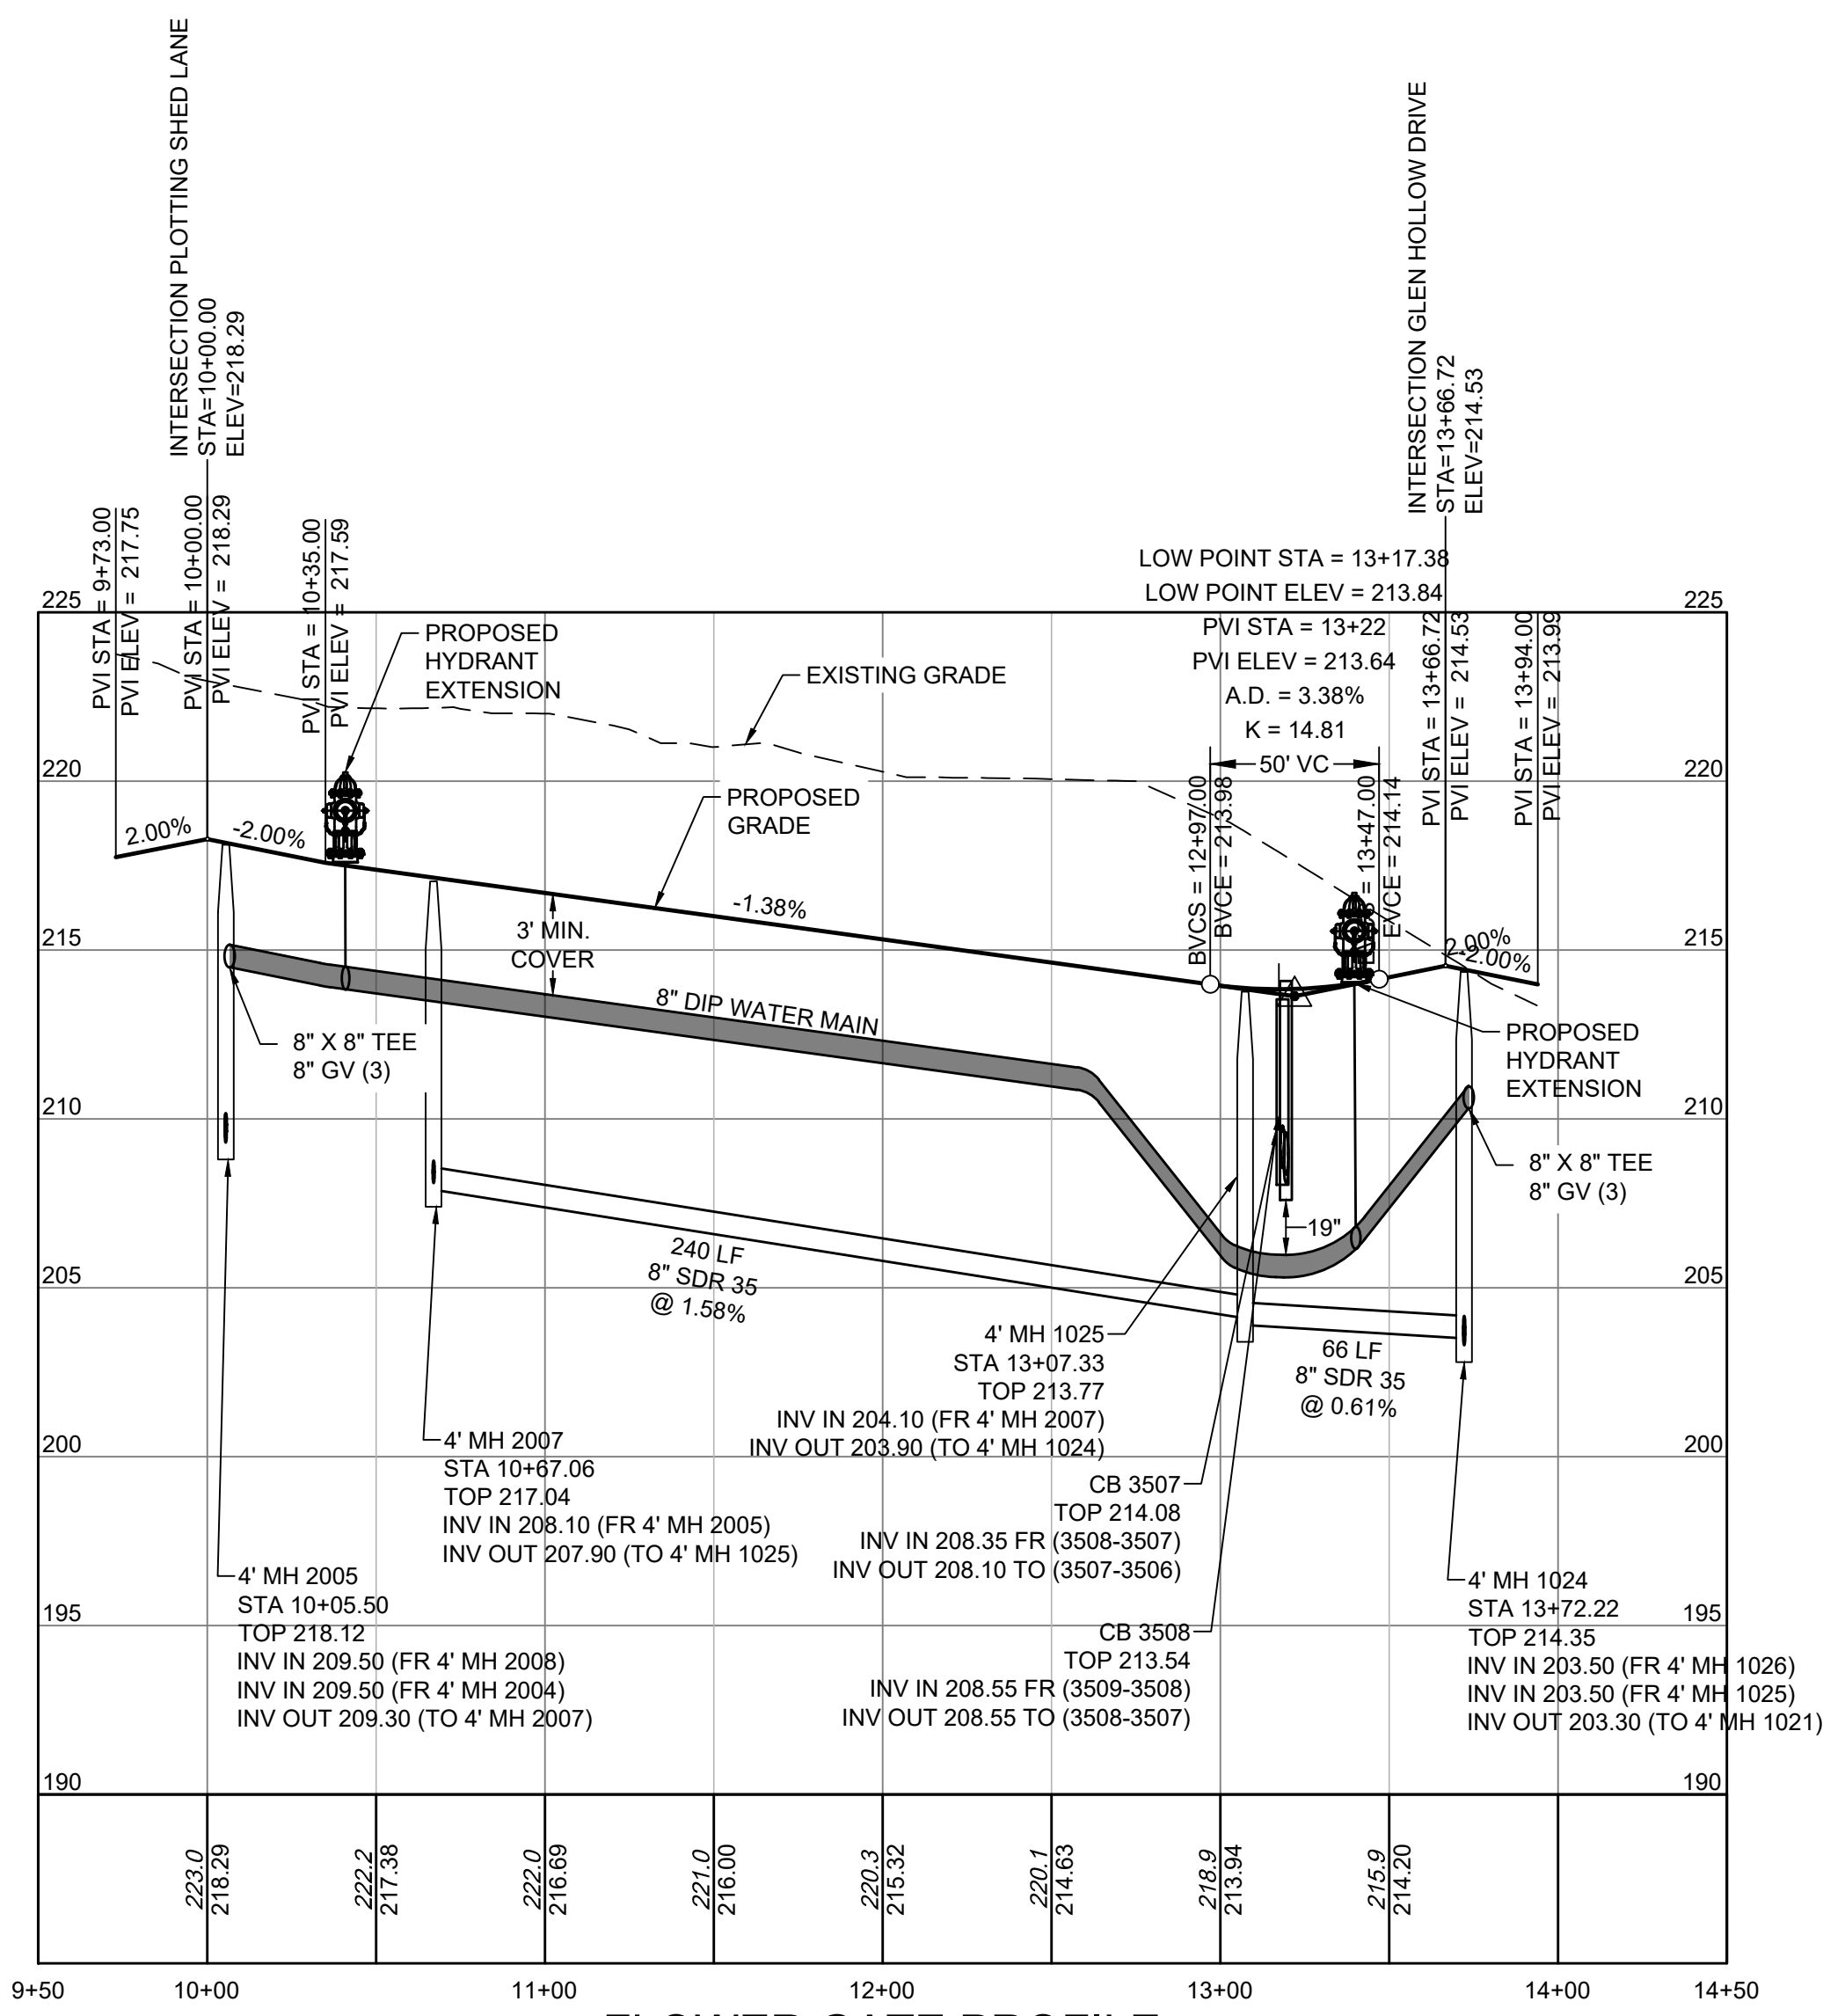 INTERSECTION PLOTTING SHED LANE
STA=10+00.00
ELEV=218.29
INTERSECTION GLEN HOLLOW DRIVE
STA=13+66.72
ELEV=214.53
PVI STA = 9+73.00
PVI ELEV = 217.75
PVI STA = 10+00.00
PVI ELEV = 218.29
PVI STA = 10+35.00
PVI ELEV = 217.59
LOW POINT STA = 13+17.38
LOW POINT ELEV = 213.84
PVI STA = 13+22
PVI ELEV = 213.64
A.D. = 3.38%
K = 14.81
50' VC
BVCS = 12+97.00
BVCE = 213.98
= 13+47.00
EVCE = 214.14
PVI STA = 13+66.72
PVI ELEV = 214.53
PVI STA = 13+94.00
PVI ELEV = 213.99
225
225
PROPOSED
HYDRANT
EXTENSION
EXISTING GRADE
220
220
PROPOSED
GRADE
2.00%
-2.00%
-1.38%
2.00%
-2.00%
215
215
3' MIN.
COVER
8" DIP WATER MAIN
8" X 8" TEE
8" GV (3)
PROPOSED
HYDRANT
EXTENSION
210
210
8" X 8" TEE
8" GV (3)
19"
205
205
240 LF
8" SDR 35
@ 1.58%
66 LF
8" SDR 35
@ 0.61%
4' MH 1025
STA 13+07.33
TOP 213.77
INV IN 204.10 (FR 4' MH 2007)
INV OUT 203.90 (TO 4' MH 1024)
200
200
4' MH 2007
STA 10+67.06
TOP 217.04
INV IN 208.10 (FR 4' MH 2005)
INV OUT 207.90 (TO 4' MH 1025)
CB 3507
TOP 214.08
INV IN 208.35 FR (3508-3507)
INV OUT 208.10 TO (3507-3506)
4' MH 2005
STA 10+05.50
TOP 218.12
INV IN 209.50 (FR 4' MH 2008)
INV IN 209.50 (FR 4' MH 2004)
INV OUT 209.30 (TO 4' MH 2007)
CB 3508
TOP 213.54
INV IN 208.55 FR (3509-3508)
INV OUT 208.55 TO (3508-3507)
4' MH 1024
STA 13+72.22
TOP 214.35
INV IN 203.50 (FR 4' MH 1026)
INV IN 203.50 (FR 4' MH 1025)
INV OUT 203.30 (TO 4' MH 1021)
195
195
190
190
223.0
218.29
222.2
217.38
222.0
216.69
221.0
216.00
220.3
215.32
220.1
214.63
218.9
213.94
215.9
214.20
9+50
10+00
11+00
12+00
13+00
14+00
14+50